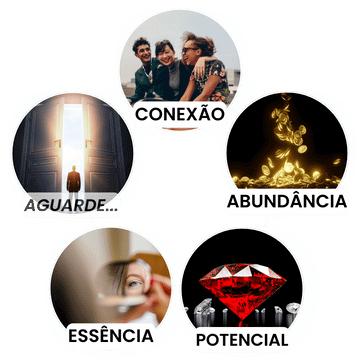 CONEXÃO
AGUARDE...
ABUNDÂNCIA
ESSÊNCIA
POTENCIAL